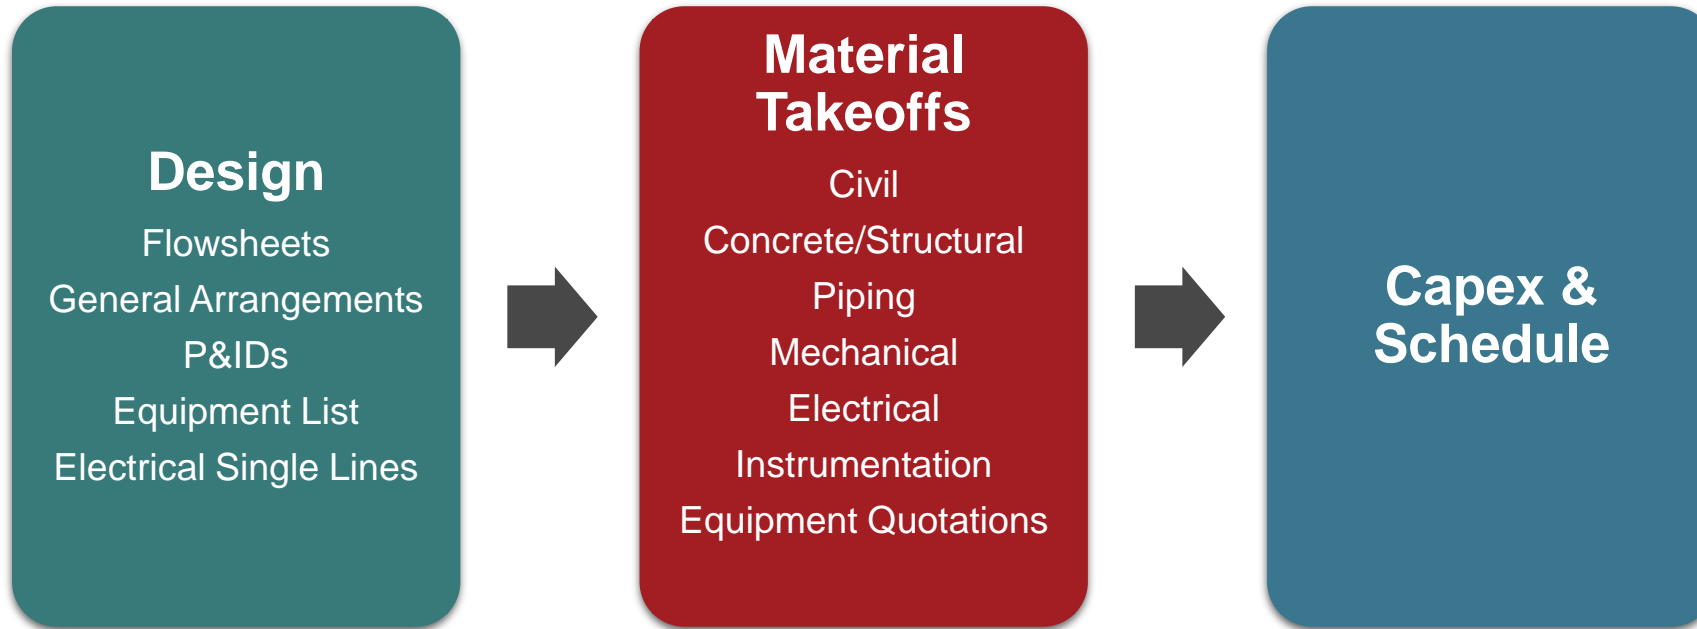 Design
Flowsheets
General Arrangements
P&IDs
Equipment List
Electrical Single Lines
Material
Takeoffs
Civil
Concrete/Structural
Piping
Mechanical
Electrical
Instrumentation
Equipment Quotations
Capex &
Schedule